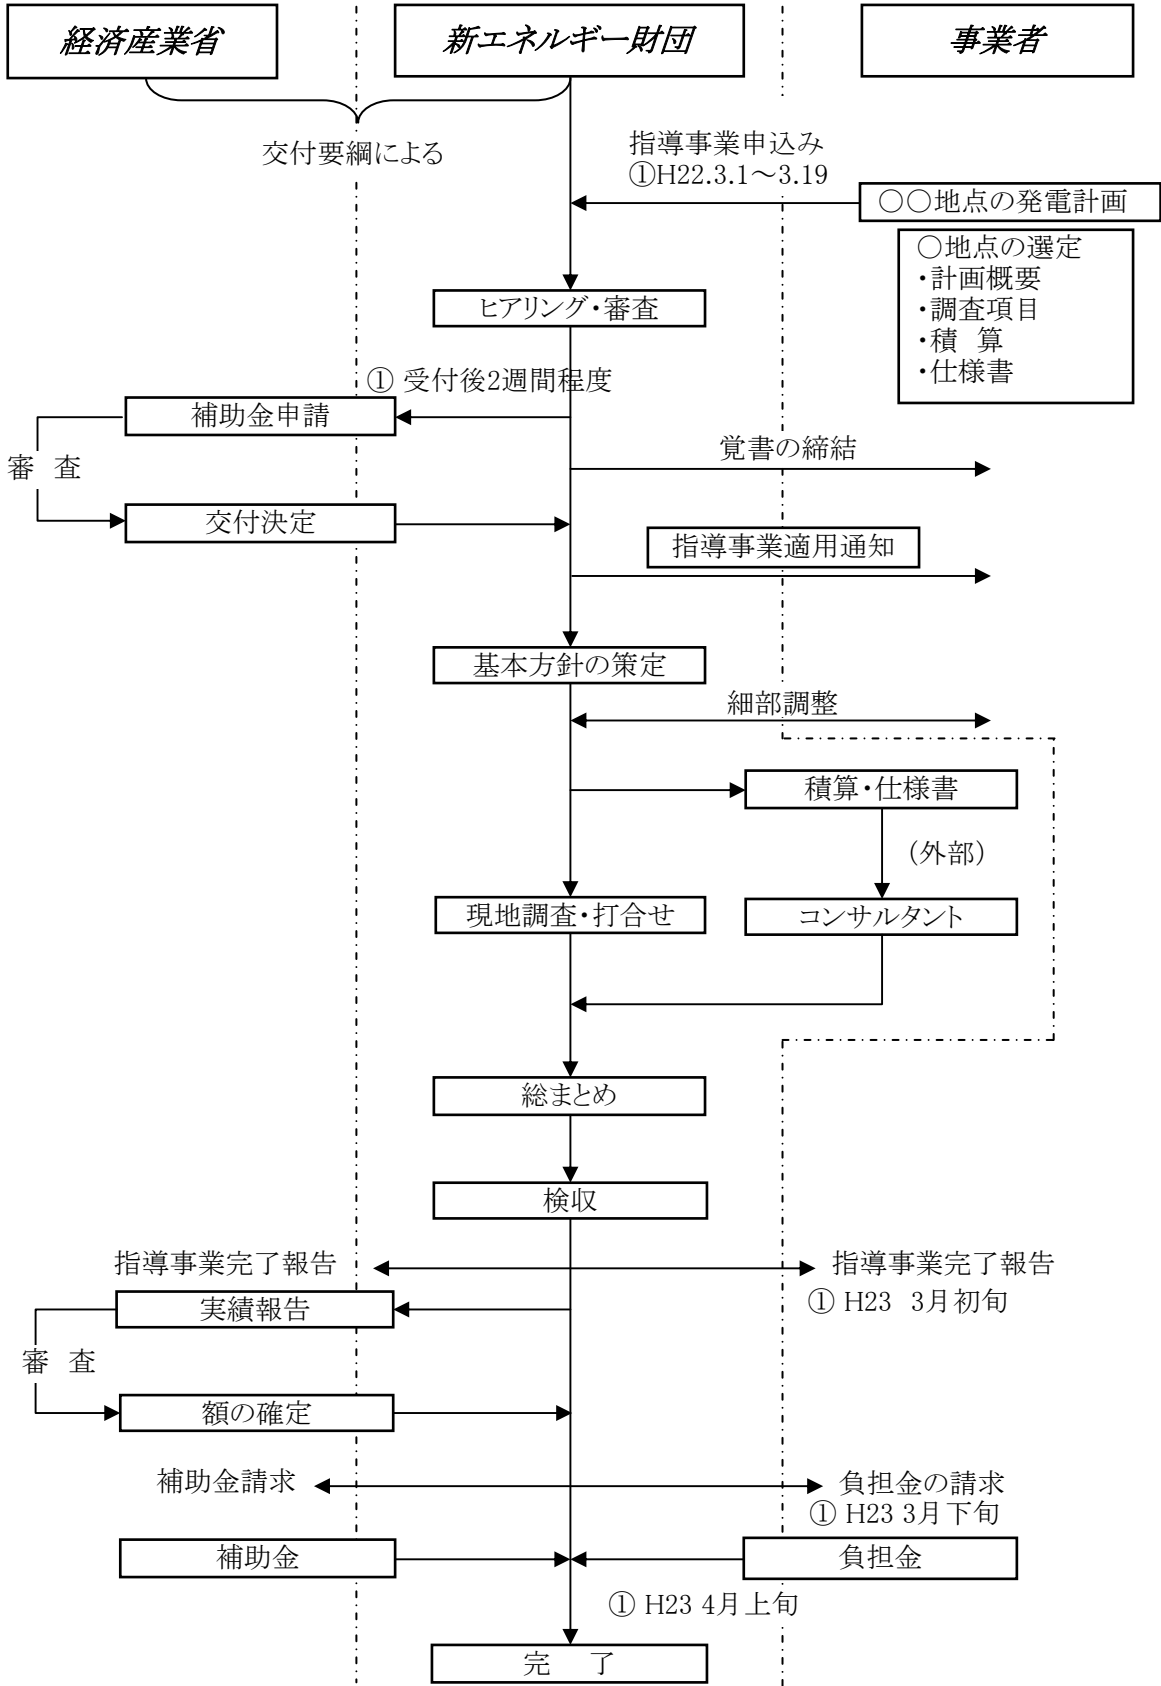 経済産業省
新エネルギー財団
事業者
交付要綱による
指導事業申込み
①H22.3.1～3.19
○○地点の発電計画
○地点の選定
・計画概要
・調査項目
・積　算
・仕様書
ヒアリング・審査
① 受付後2週間程度
補助金申請
覚書の締結
審　査
交付決定
指導事業適用通知
基本方針の策定
細部調整
積算・仕様書
（外部）
現地調査・打合せ
コンサルタント
総まとめ
検収
指導事業完了報告
指導事業完了報告
① H23　3月初旬
実績報告
審　査
額の確定
補助金請求
負担金の請求
① H23 3月下旬
補助金
負担金
① H23 4月上旬
完　　了